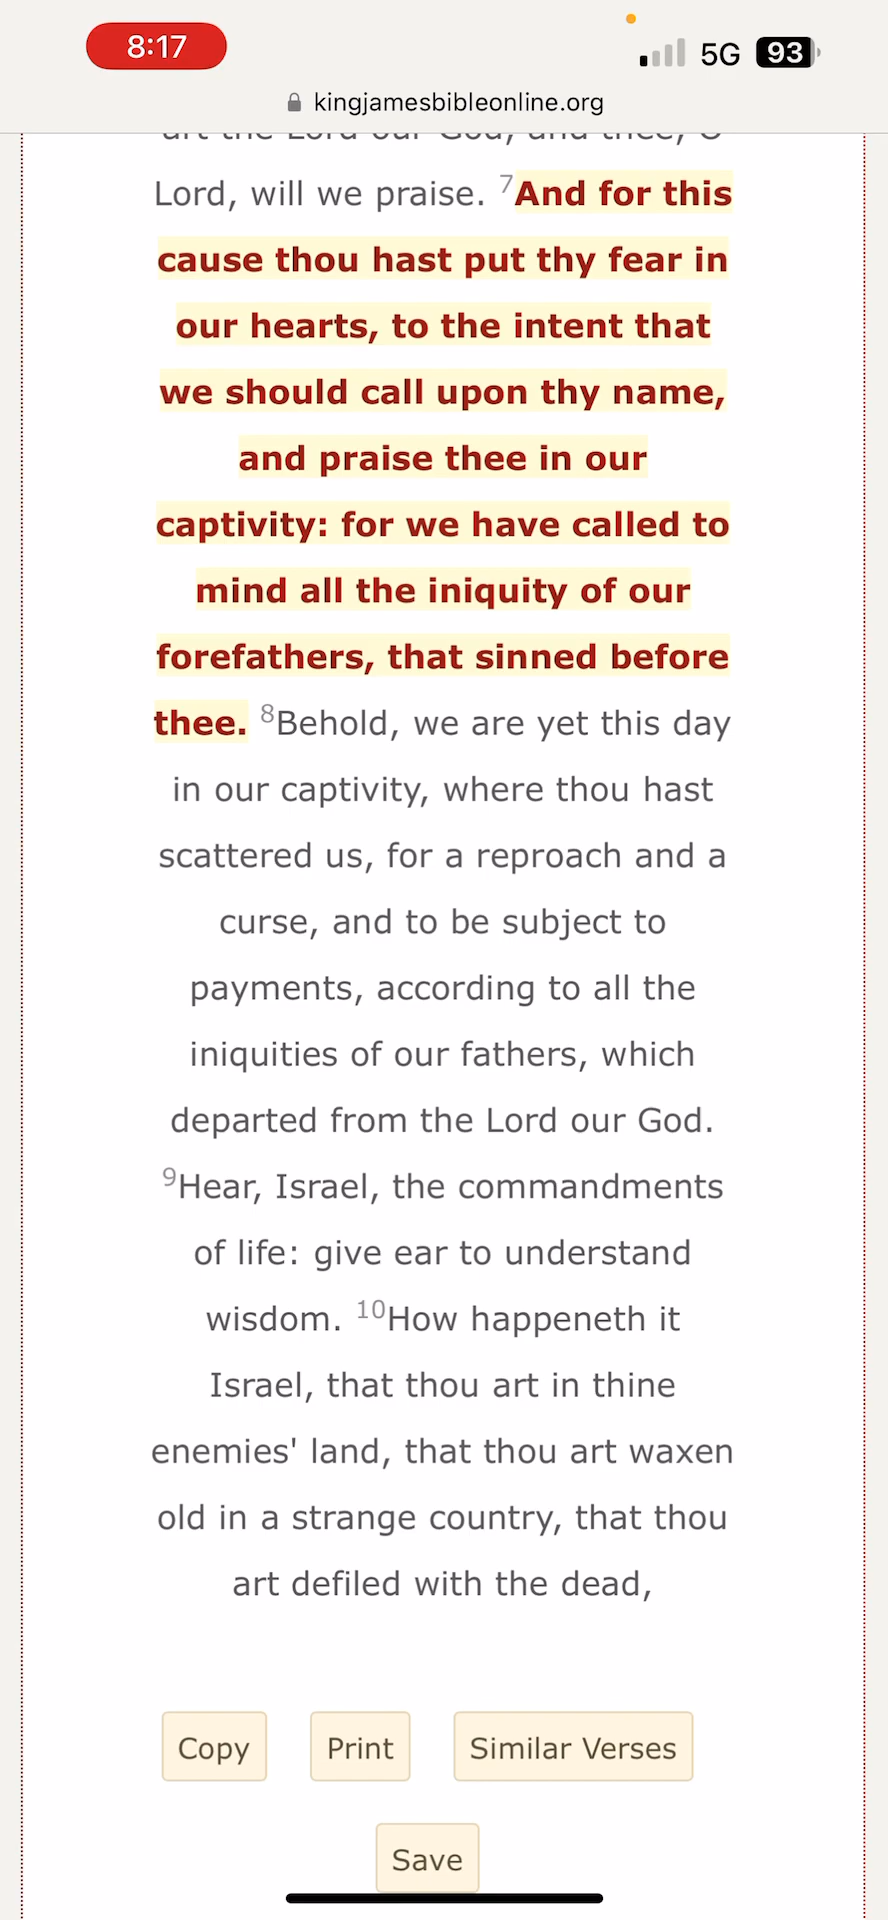 8:17
5G 93
kingjamesbibleonline.org
art the Lord our God, and thee, O
Lord, will we praise. 7And for this
cause thou hast put thy fear in
our hearts, to the intent that
we should call upon thy name,
and praise thee in our
captivity: for we have called to
mind all the iniquity of our
forefathers, that sinned before
thee. 8Behold, we are yet this day
in our captivity, where thou hast
scattered us, for a reproach and a
curse, and to be subject to
payments, according to all the
iniquities of our fathers, which
departed from the Lord our God.
9Hear, Israel, the commandments
of life: give ear to understand
wisdom. 10How happeneth it
Israel, that thou art in thine
enemies' land, that thou art waxen
old in a strange country, that thou
art defiled with the dead,
Copy Print Similar Verses
Save